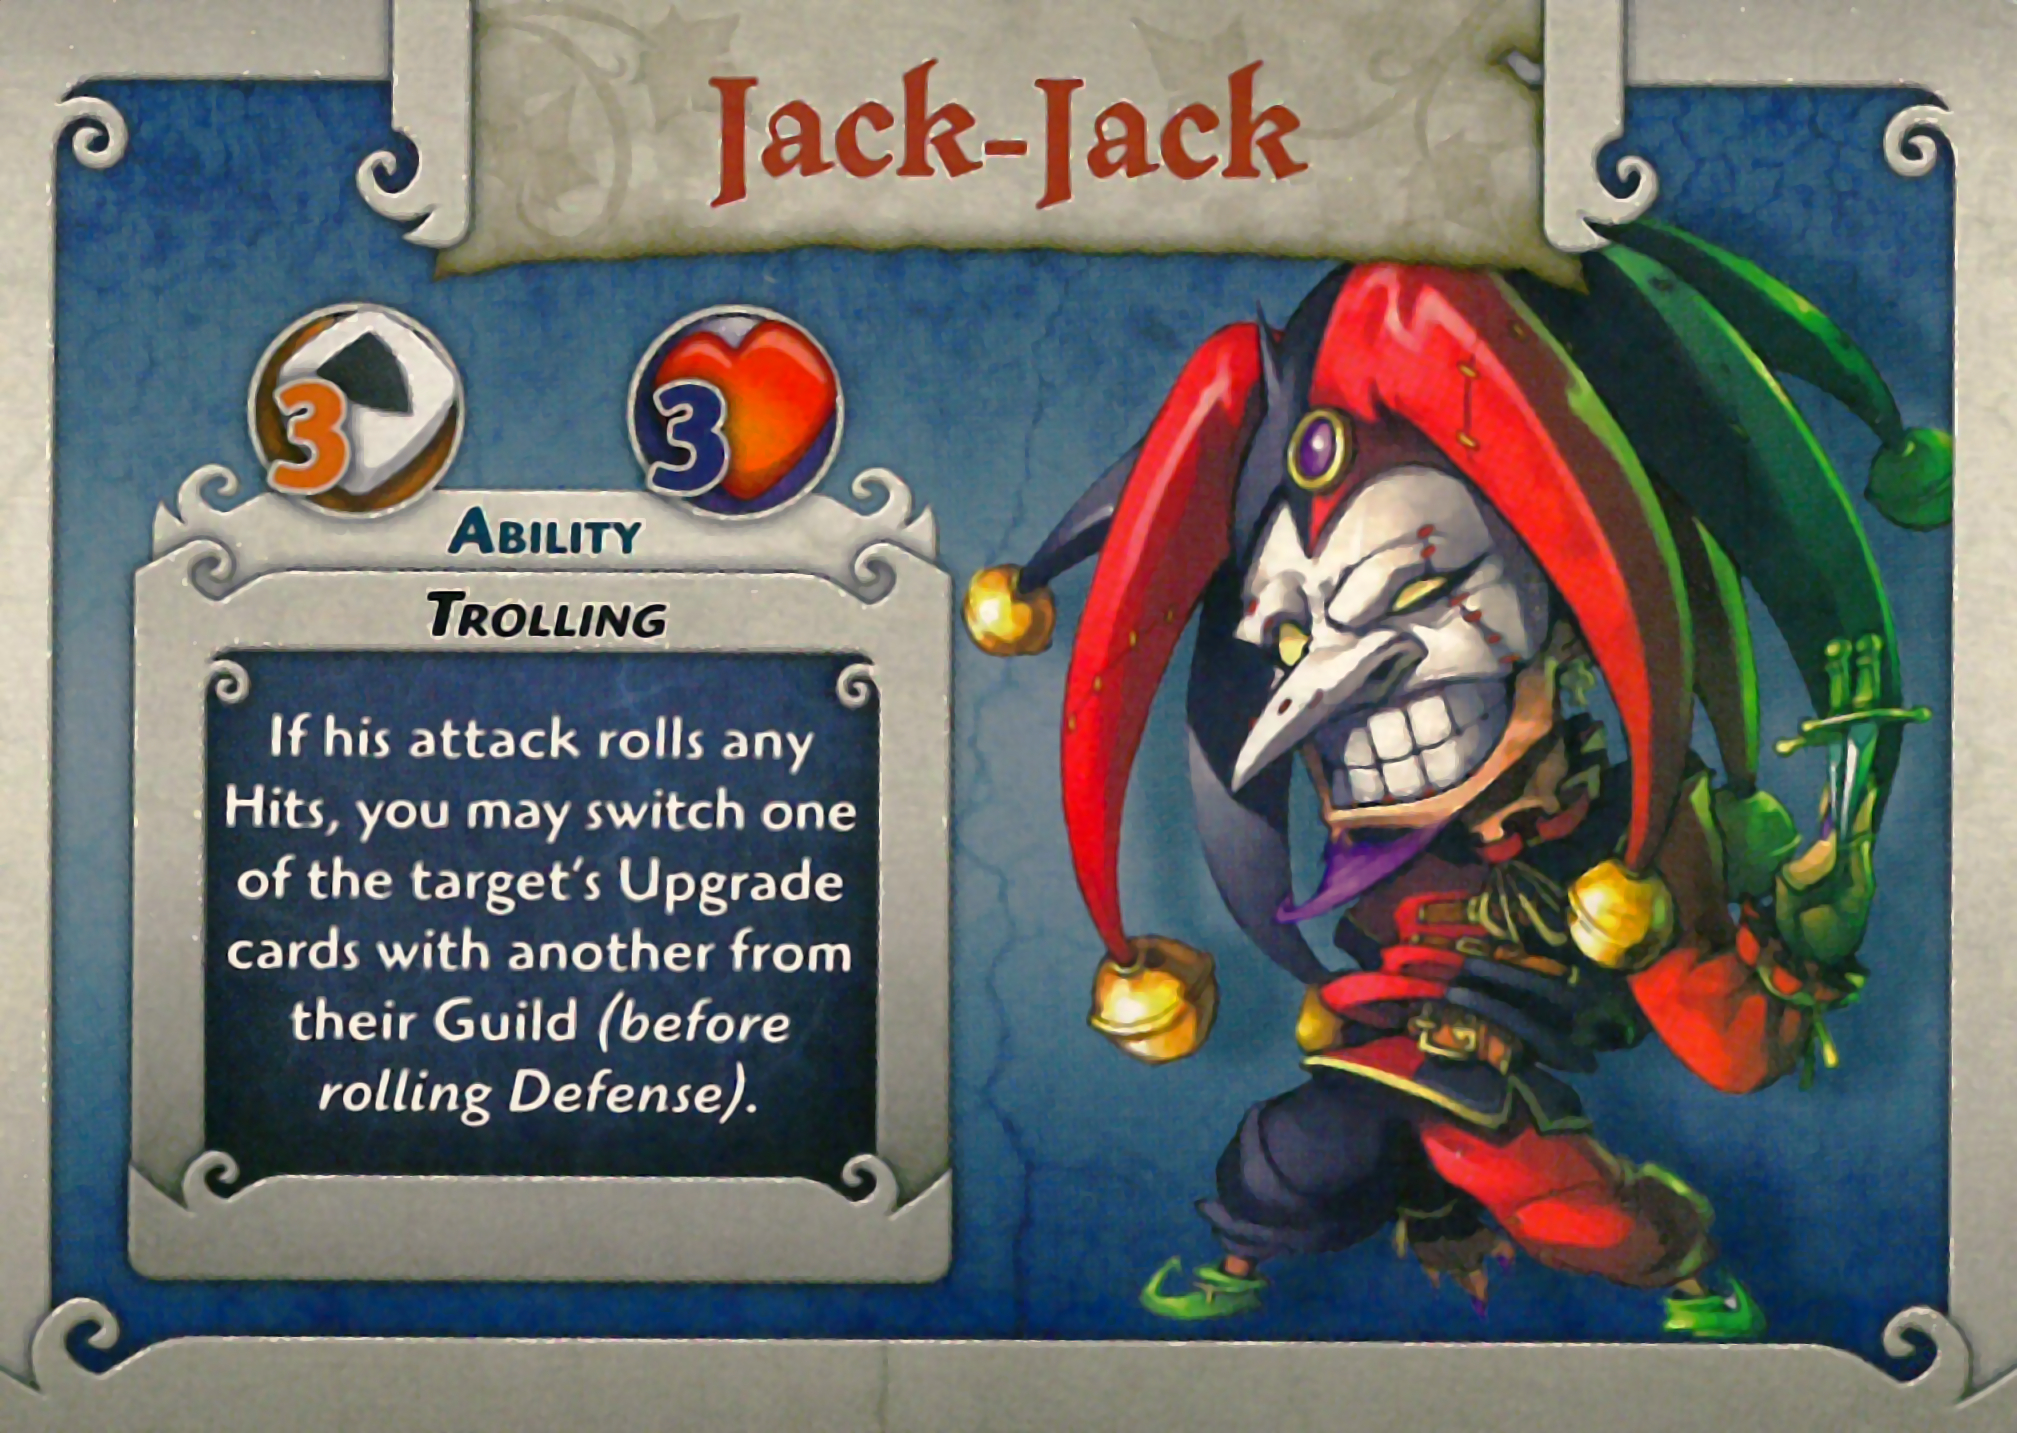 Jack-Jack
3 3
ABILITY
TROLLING
If his attack rolls any
Hits, you may switch one
of the target's Upgrade
cards with another from
their Guild (before
rolling Defense).